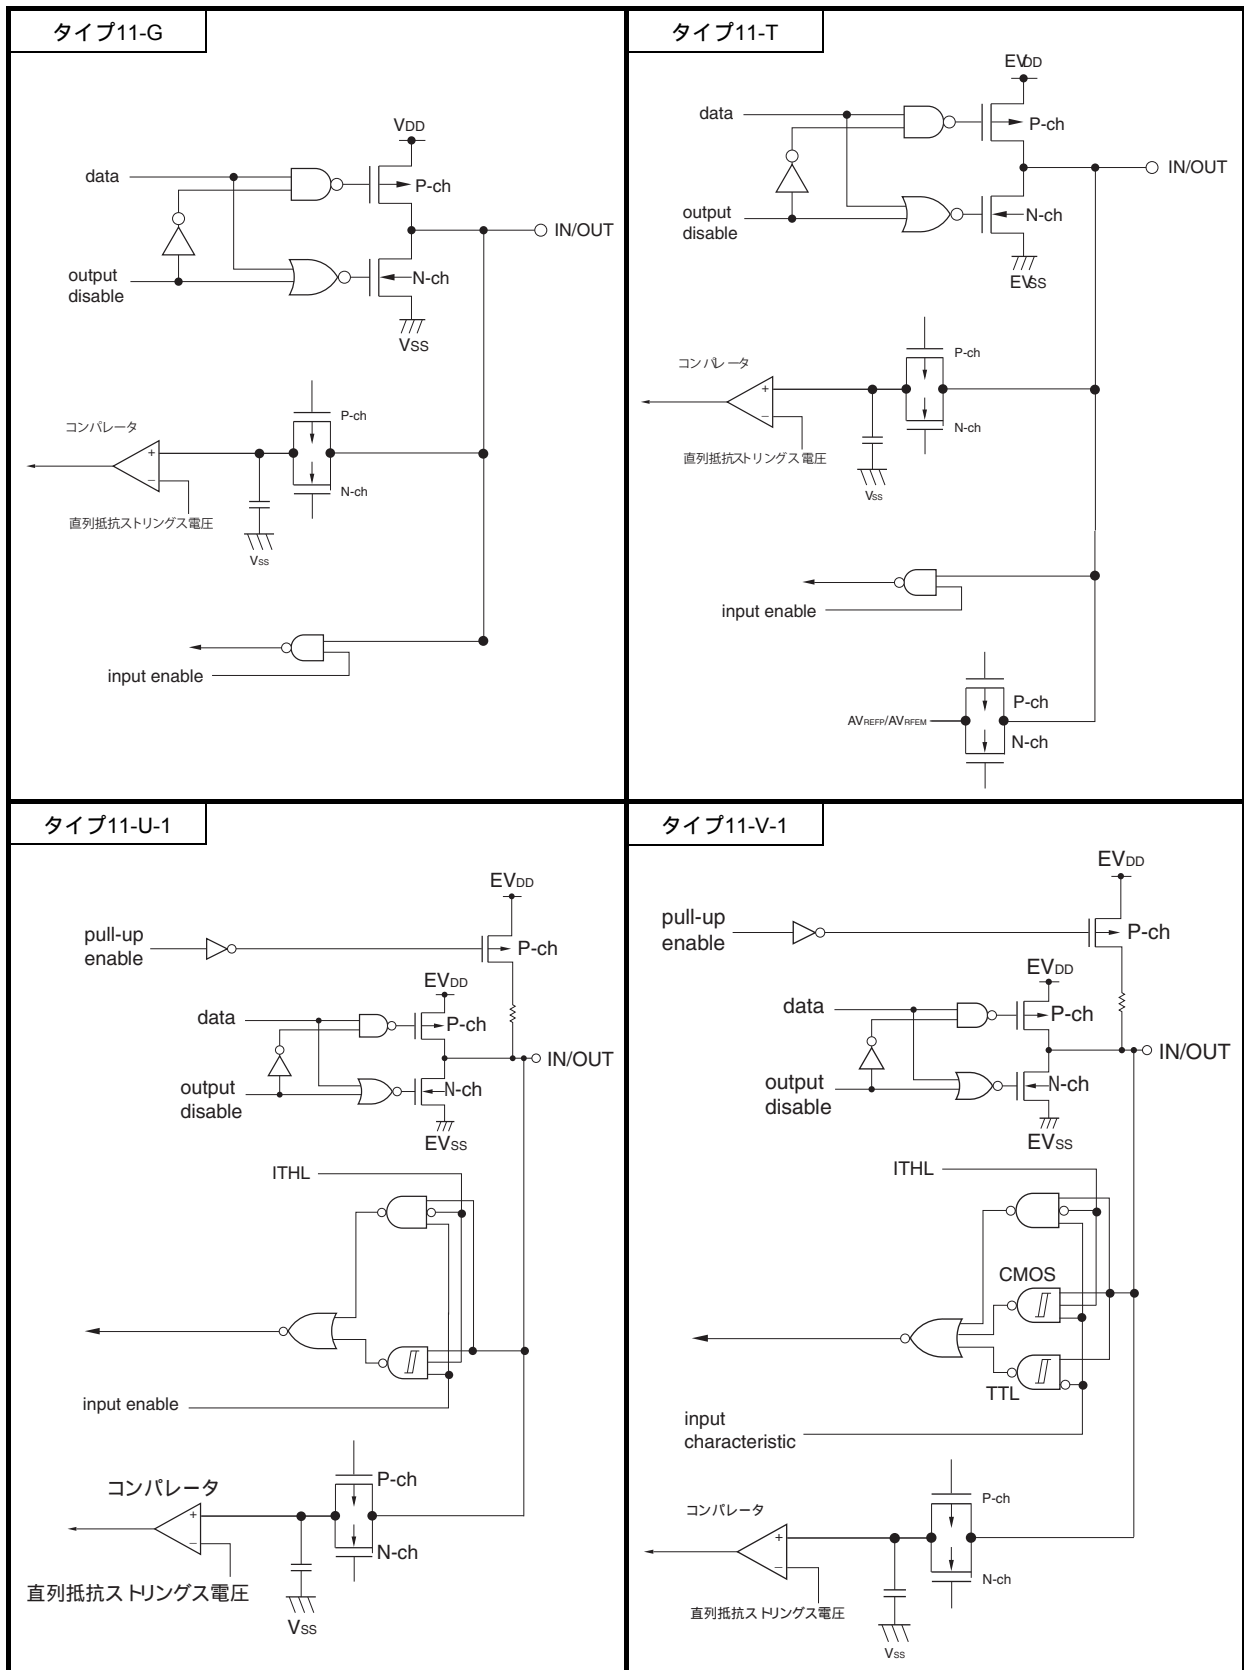 タイプ11-G
VDD
data
P-ch
IN/OUT
output
disable
N-ch
VSS
コンパレータ
P-ch
+
−
N-ch
直列抵抗ストリングス電圧
VSS
input enable
タイプ11-T
EVDD
data
P-ch
IN/OUT
output
disable
N-ch
EVSS
コンパレータ
P-ch
+
−
N-ch
直列抵抗ストリングス電圧
VSS
input enable
P-ch
AVREFP/AVRFEM
N-ch
タイプ11-U-1
EVDD
pull-up
enable
P-ch
EVDD
data
P-ch
IN/OUT
output
disable
N-ch
EVSS
ITHL
input enable
コンパレータ
P-ch
+
−
N-ch
直列抵抗ストリングス電圧
VSS
タイプ11-V-1
EVDD
pull-up
enable
P-ch
EVDD
data
P-ch
IN/OUT
output
disable
N-ch
EVSS
ITHL
CMOS
TTL
input
characteristic
コンパレータ
P-ch
+
−
N-ch
直列抵抗ストリングス電圧
VSS